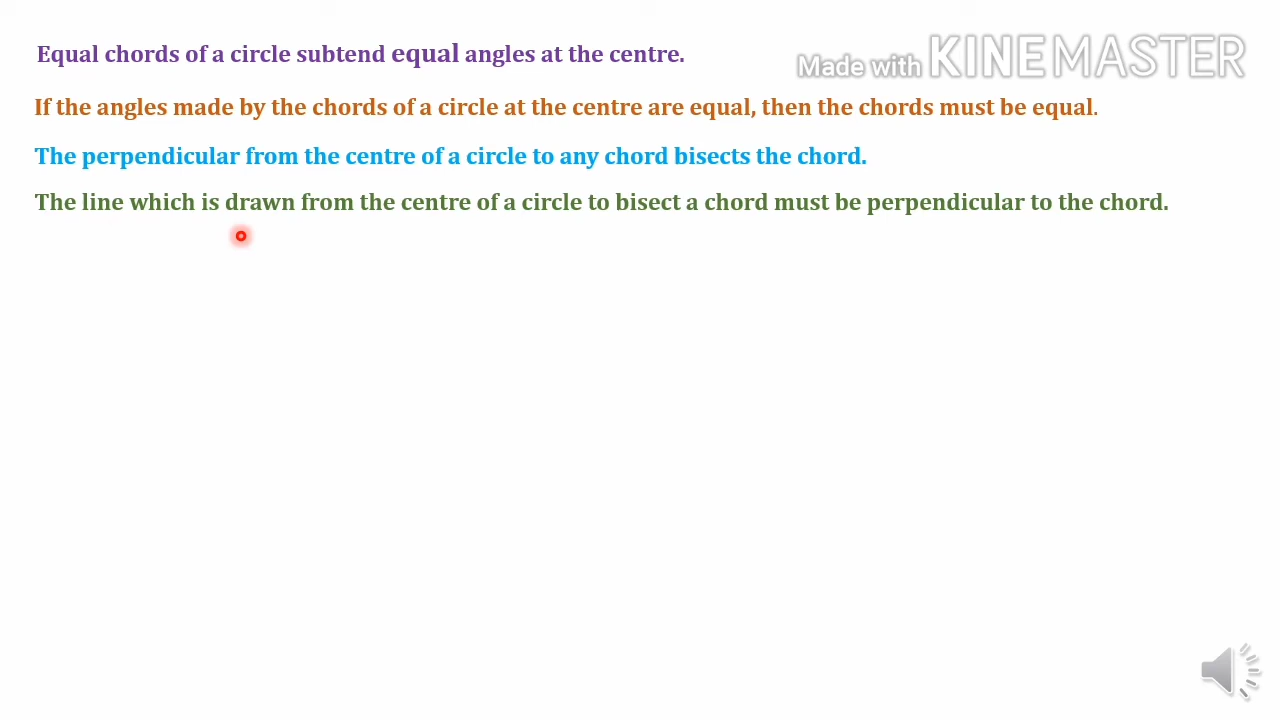 Equal chords of a circle subtend equal angles at the centre.
Made with KINEMASTER
If the angles made by the chords of a circle at the centre are equal, then the chords must be equal.
The perpendicular from the centre of a circle to any chord bisects the chord.
The line which is drawn from the centre of a circle to bisect a chord must be perpendicular to the chord.